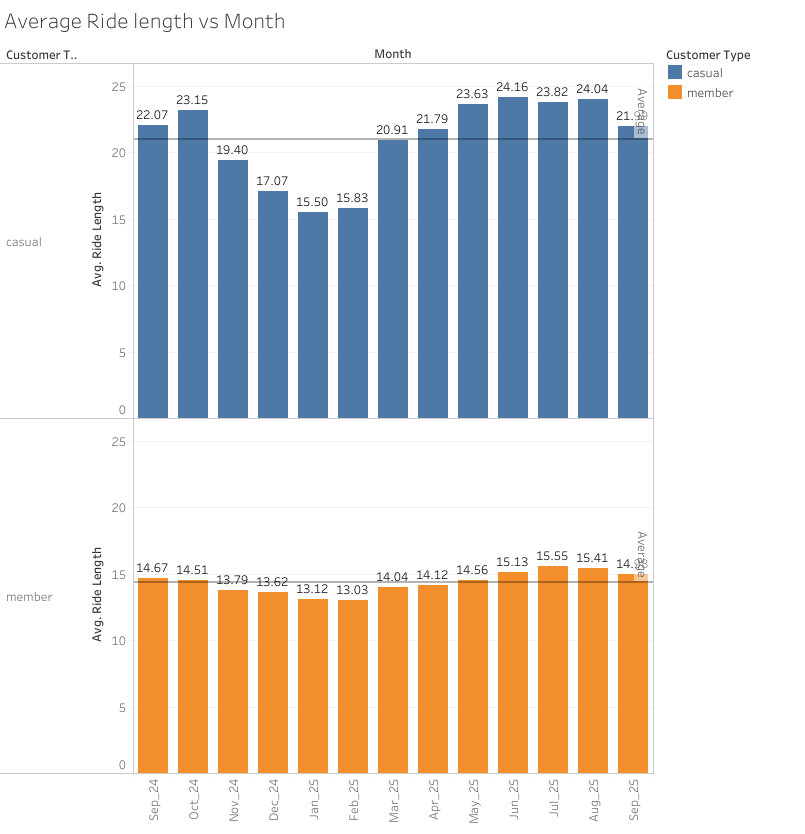 Average Ride length vs Month
Customer T..
Month
Customer Type
casual
member
casual
Avg. Ride Length
25
20
15
10
5
0
22.07
23.15
19.40
17.07
15.50
15.83
20.91
21.79
23.63
24.16
23.82
24.04
Average
member
Avg. Ride Length
25
20
15
10
5
0
14.67
14.51
13.79
13.62
13.12
13.03
14.04
14.12
14.56
15.13
15.55
15.41
Average
Sep_24
Oct_24
Nov_24
Dec_24
Jan_25
Feb_25
Mar_25
Apr_25
May_25
Jun_25
Jul_25
Aug_25
Sep_25